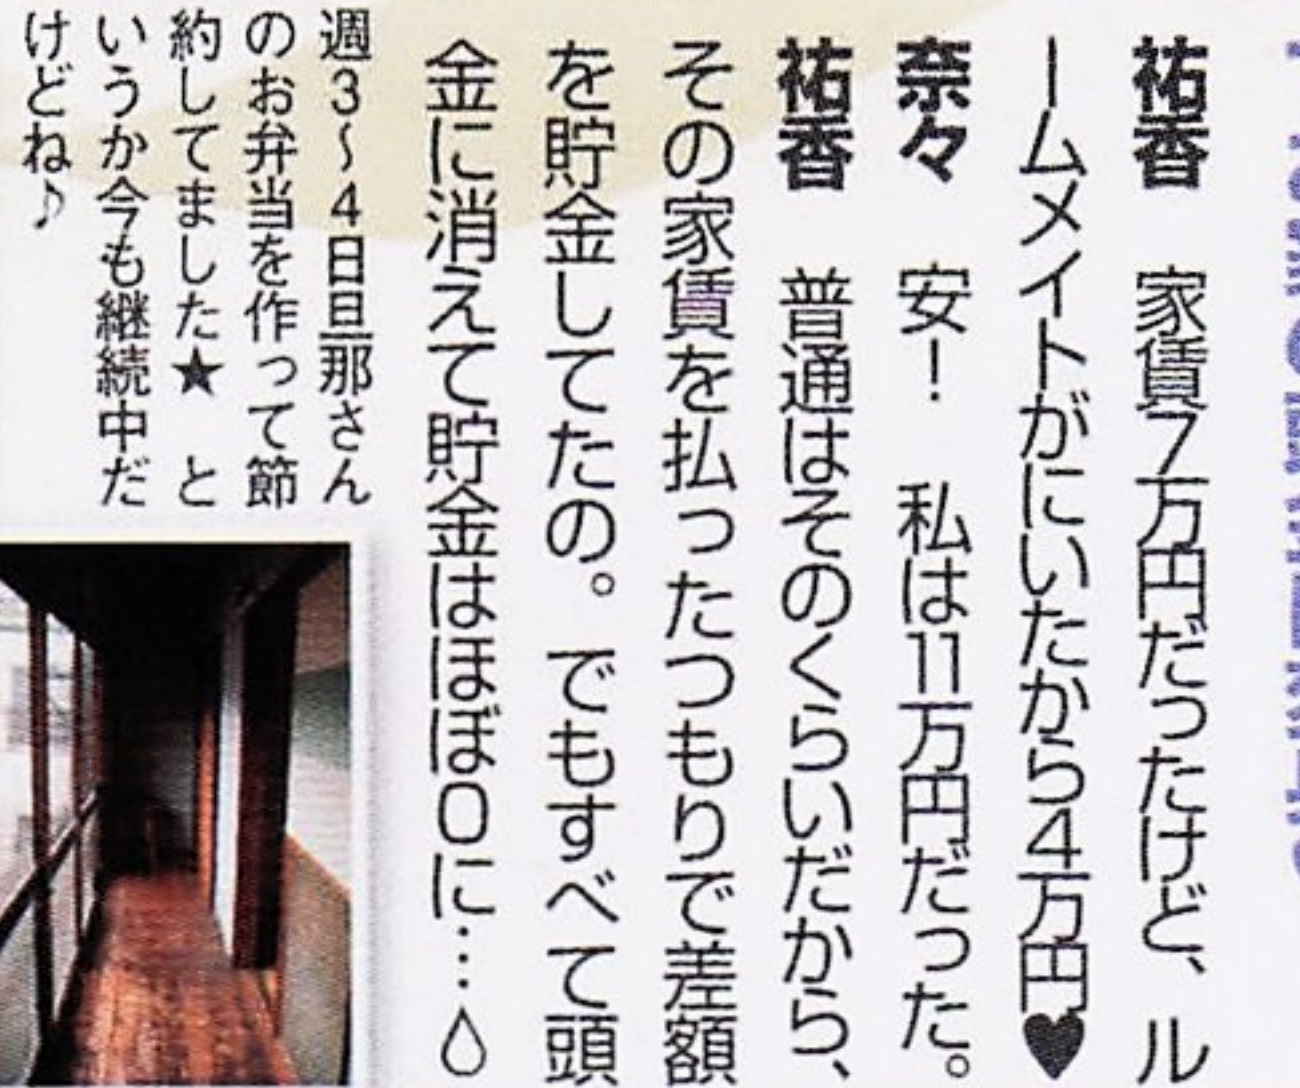 祐香　家賃7万円だったけど、ル
ームメイトがにいたから4万円♥
奈々　安！　私は11万円だった。
祐香　普通はそのくらいだから、
その家賃を払ったつもりで差額
を貯金してたの。でもすべて頭
金に消えて貯金はほぼ0に…💧
週3〜4日旦那さん
のお弁当を作って節
約してました★　と
いうか今も継続中だ
けどね♪